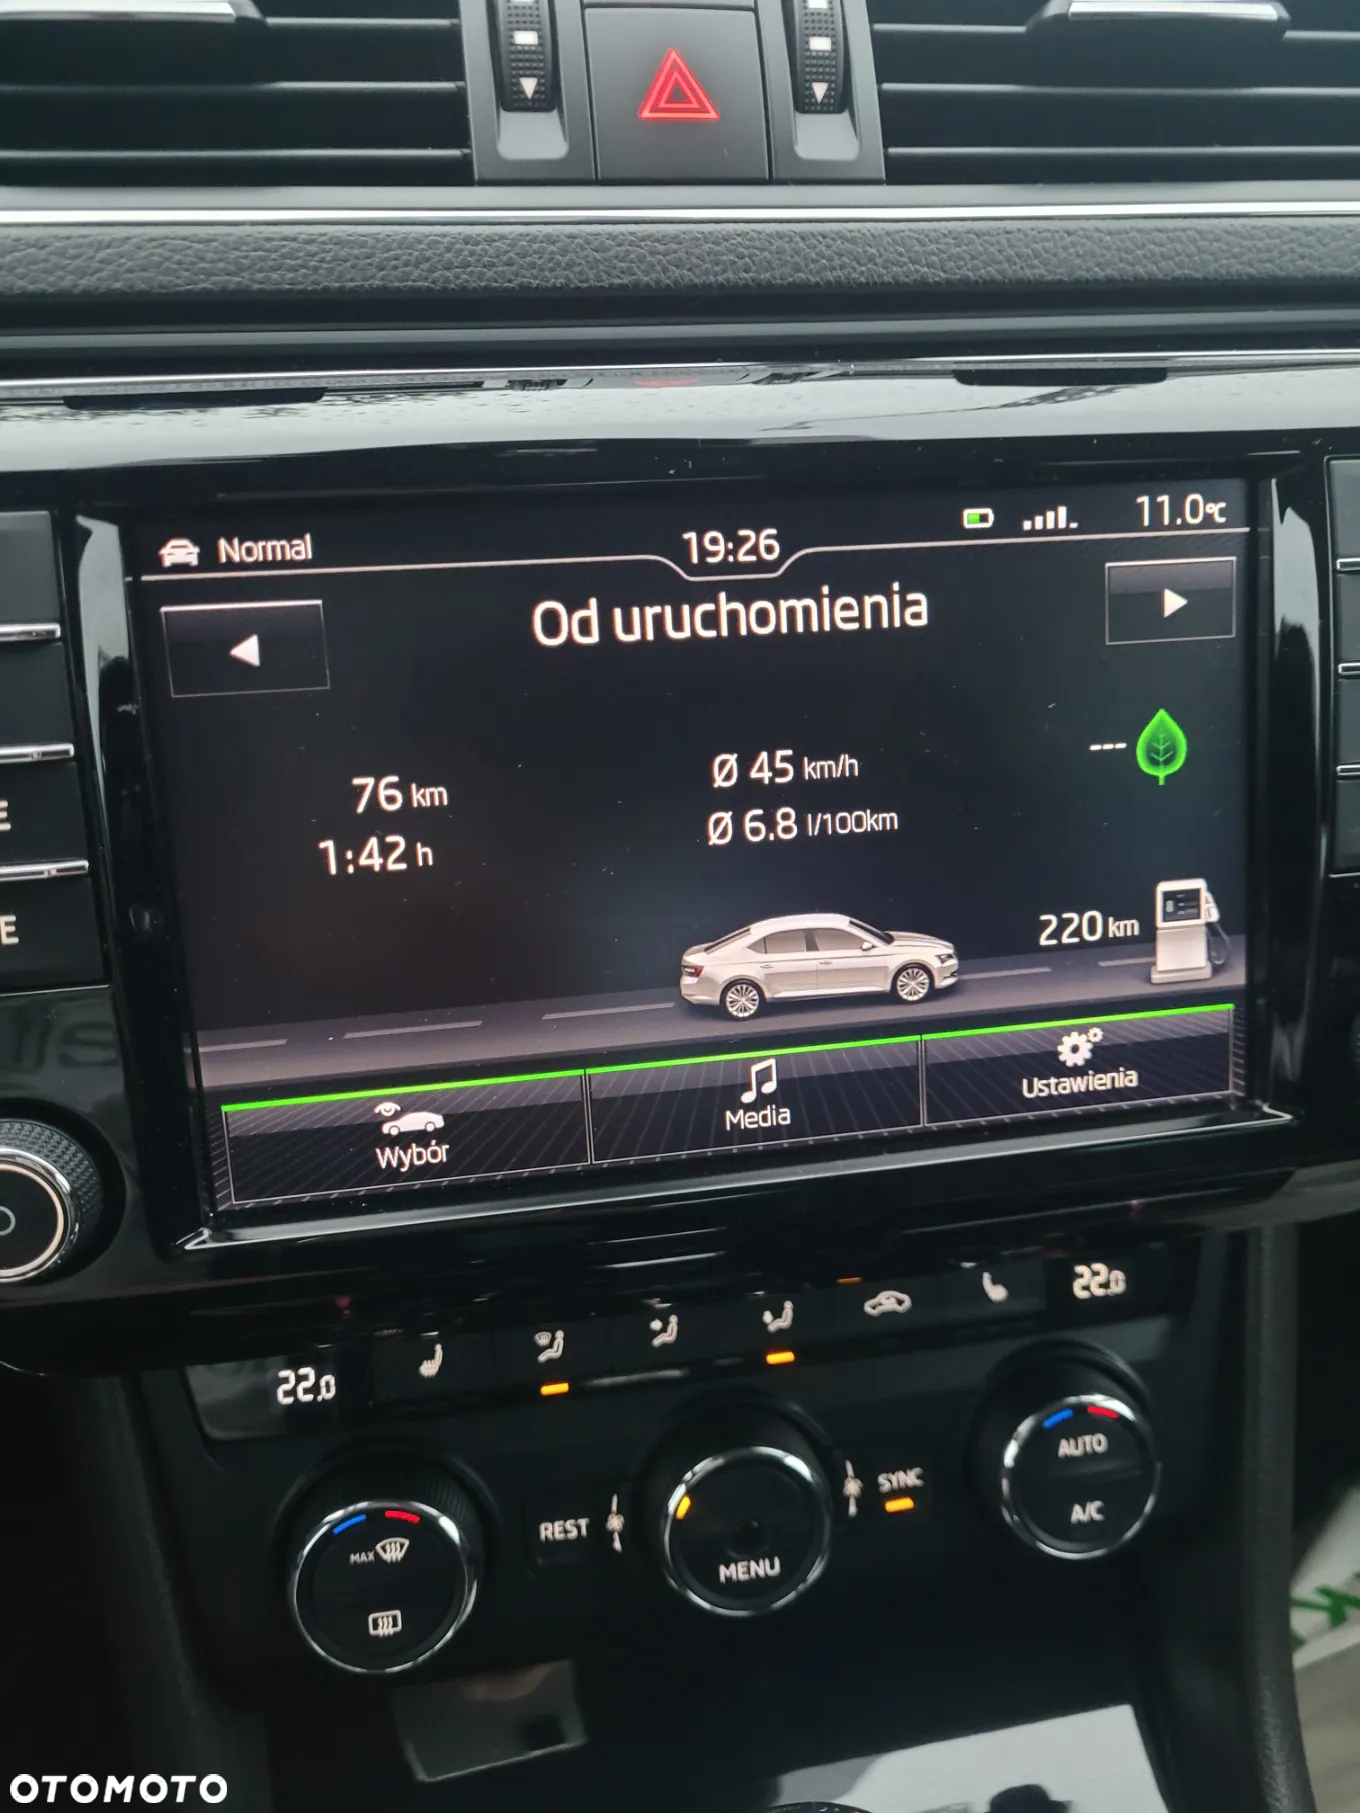 Normal
19:26
11.0°C
Od uruchomienia
76 km
1:42 h
Ø 45 km/h
Ø 6.8 l/100km
---
220 km
Wybór
Media
Ustawienia
E
E
22.0
22.0
MAX
REST
MENU
SYNC
AUTO
A/C
OTOMOTO